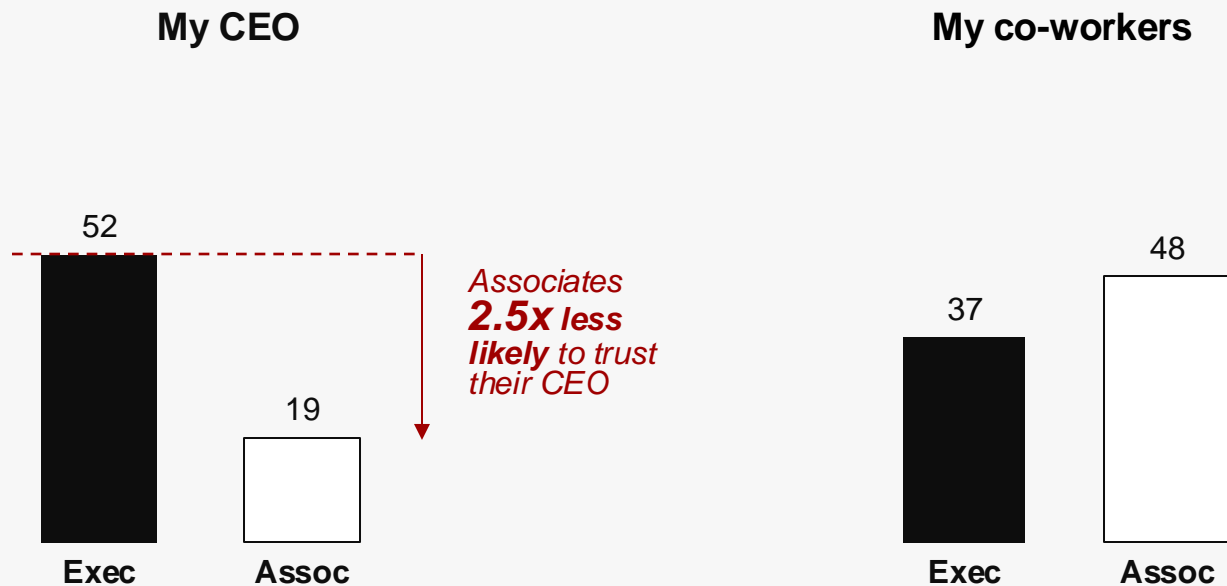 My CEO
52
19
Exec
Assoc
Associates
2.5x less
likely to trust
their CEO
My co-workers
37
48
Exec
Assoc